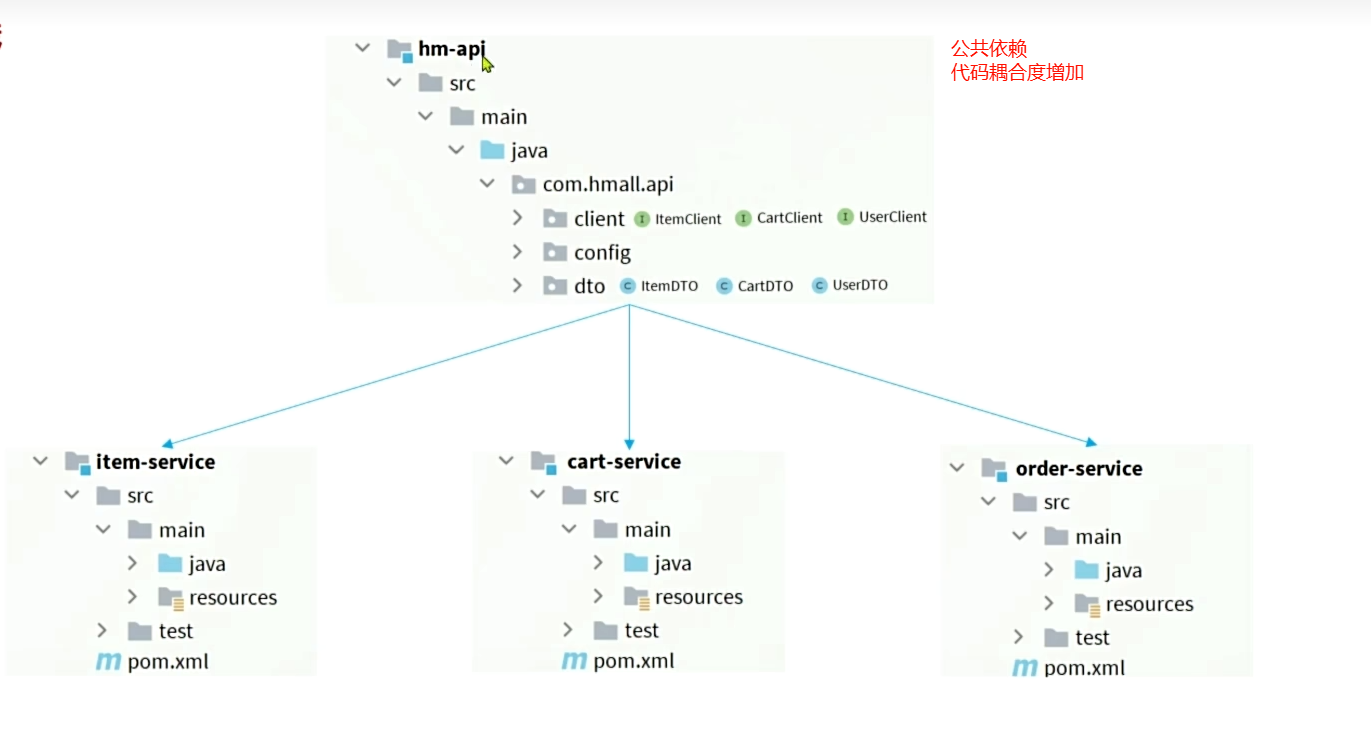 hm-api
公共依赖
代码耦合度增加
src
main
java
com.hmall.api
client I ItemClient I CartClient I UserClient
config
dto C ItemDTO C CartDTO C UserDTO
item-service
src
main
java
resources
test
m pom.xml
cart-service
src
main
java
resources
test
m pom.xml
order-service
src
main
java
resources
test
m pom.xml